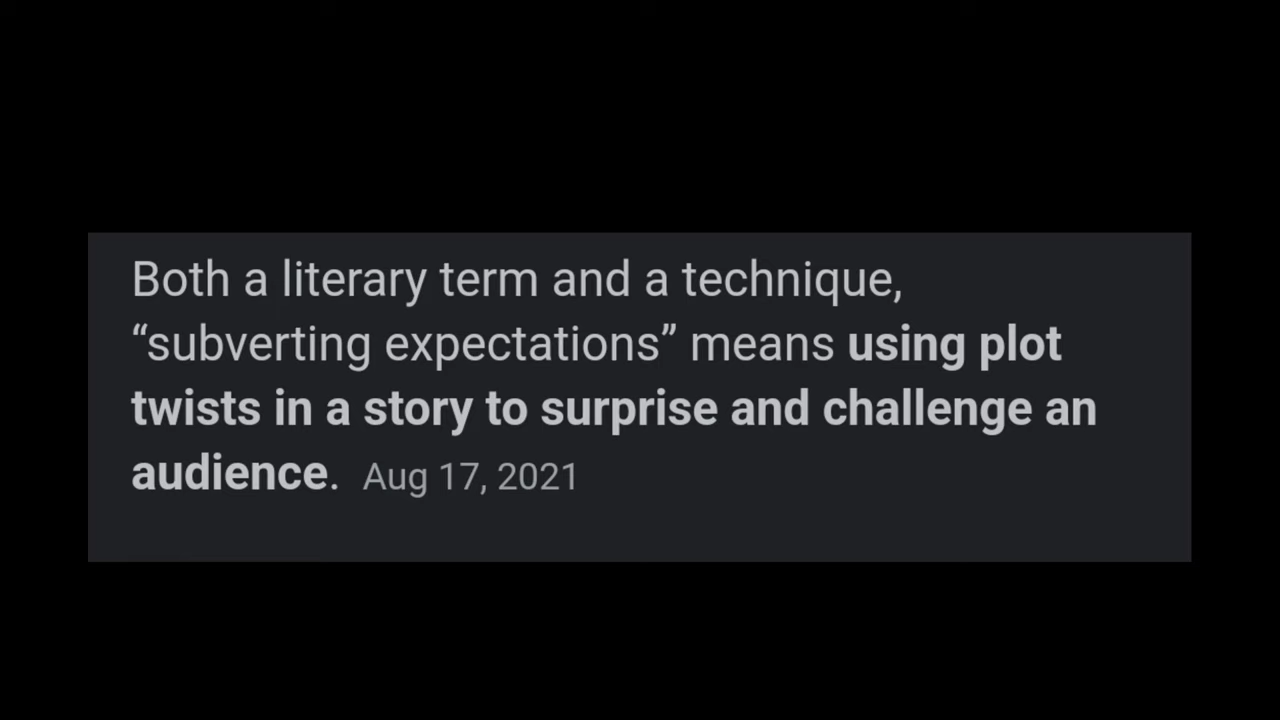 Both a literary term and a technique,
“subverting expectations” means using plot
twists in a story to surprise and challenge an
audience. Aug 17, 2021